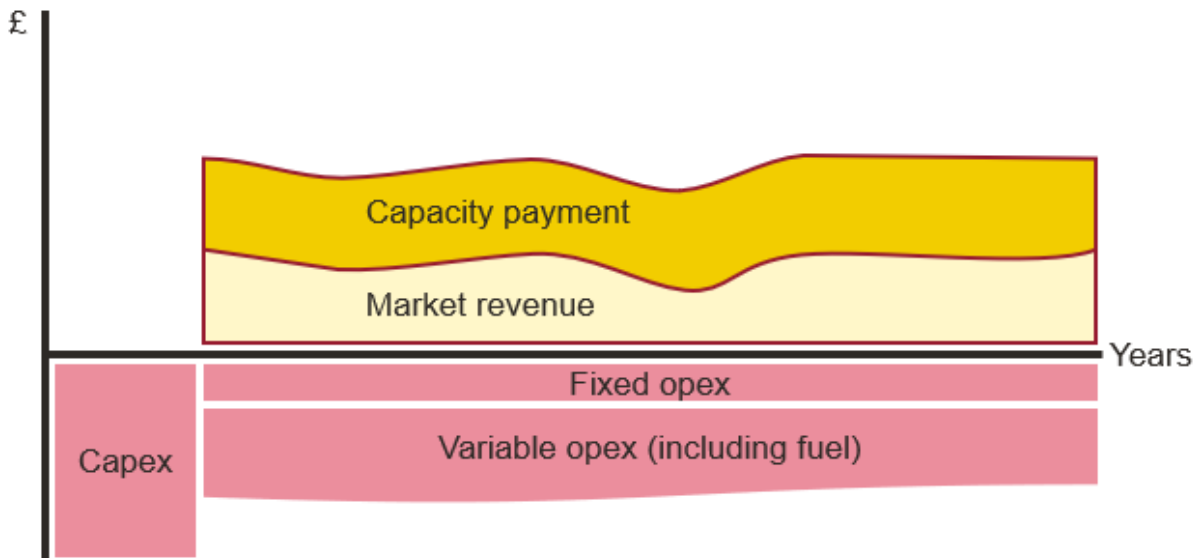 £
Capacity payment
Market revenue
Years
Fixed opex
Variable opex (including fuel)
Capex